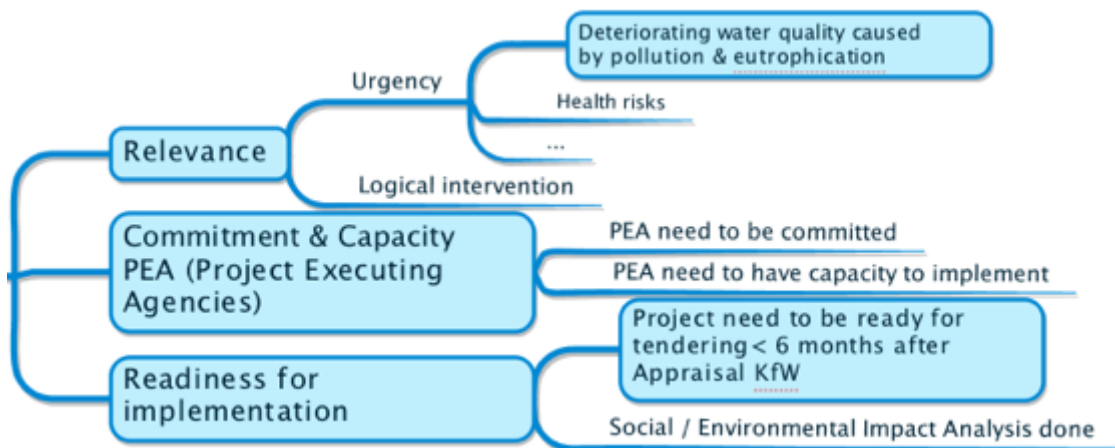 Deteriorating water quality caused
by pollution & eutrophication
Urgency
Health risks
...
Relevance
Logical intervention
Commitment & Capacity
PEA (Project Executing
Agencies)
PEA need to be committed
PEA need to have capacity to implement
Project need to be ready for
tendering < 6 months after
Appraisal KfW
Readiness for
implementation
Social / Environmental Impact Analysis done